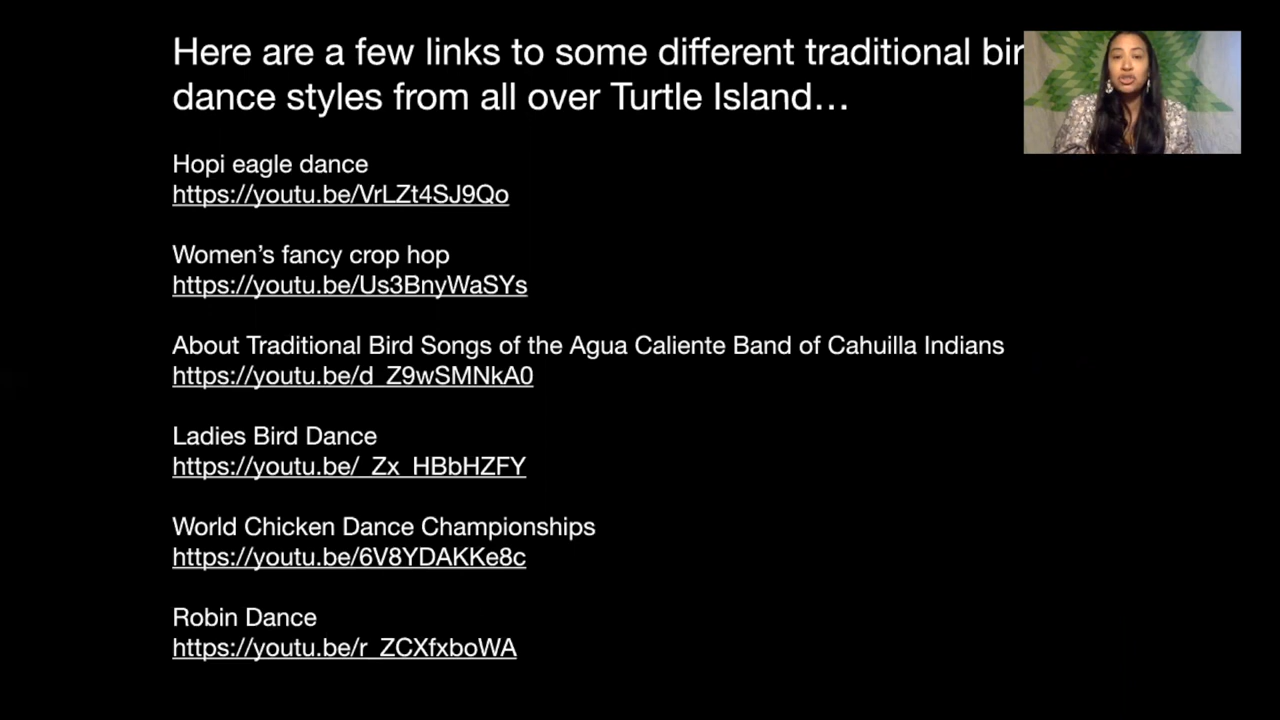 Here are a few links to some different traditional bir
dance styles from all over Turtle Island…
Hopi eagle dance
https://youtu.be/VrLZt4SJ9Qo
Women’s fancy crop hop
https://youtu.be/Us3BnyWaSYs
About Traditional Bird Songs of the Agua Caliente Band of Cahuilla Indians
https://youtu.be/d_Z9wSMNkA0
Ladies Bird Dance
https://youtu.be/_Zx_HBbHZFY
World Chicken Dance Championships
https://youtu.be/6V8YDAKKe8c
Robin Dance
https://youtu.be/r_ZCXfxboWA